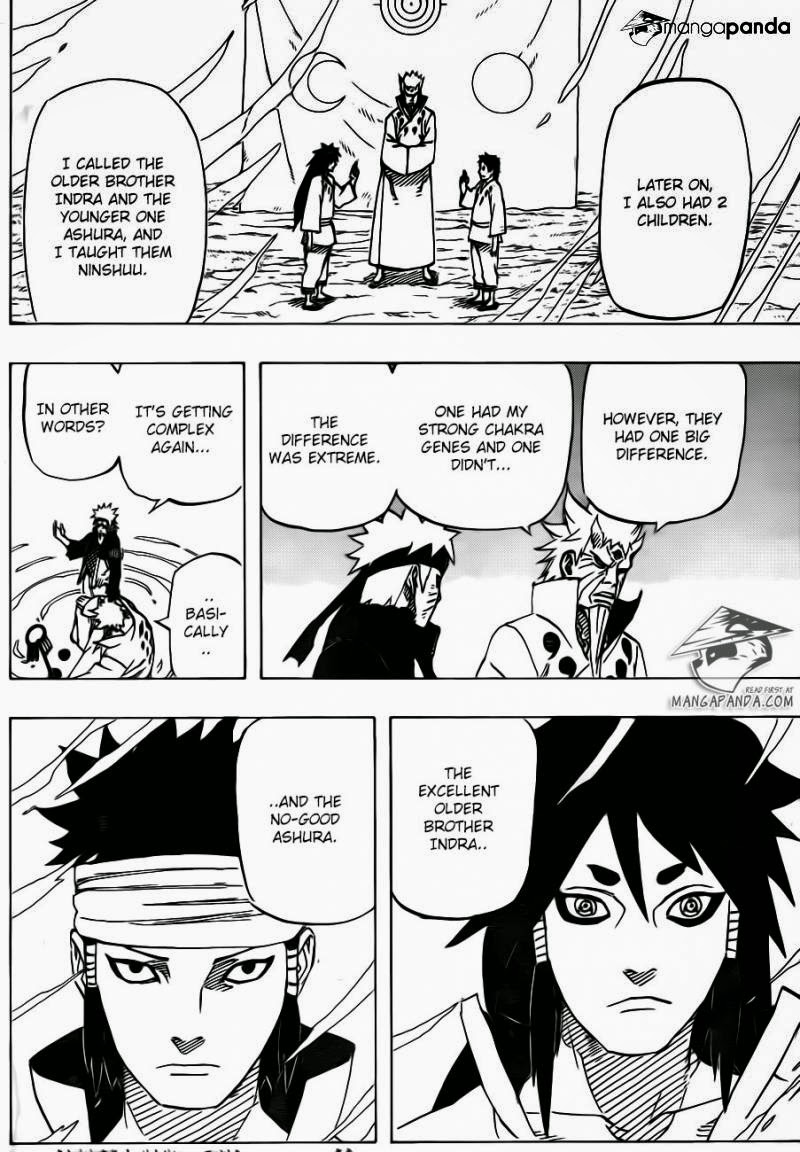 mangapanda
LATER ON,
I ALSO HAD 2
CHILDREN.
I CALLED THE
OLDER BROTHER
INDRA AND THE
YOUNGER ONE
ASHURA, AND
I TAUGHT THEM
NINSHUU.
HOWEVER, THEY
HAD ONE BIG
DIFFERENCE.
ONE HAD MY
STRONG CHAKRA
GENES AND ONE
DIDN'T...
THE
DIFFERENCE
WAS EXTREME.
IT'S GETTING
COMPLEX
AGAIN...
IN OTHER
WORDS?
..
BASI-
CALLY
..
READ FIRST AT
MANGAPANDA.COM
THE
EXCELLENT
OLDER
BROTHER
INDRA..
..AND THE
NO-GOOD
ASHURA.